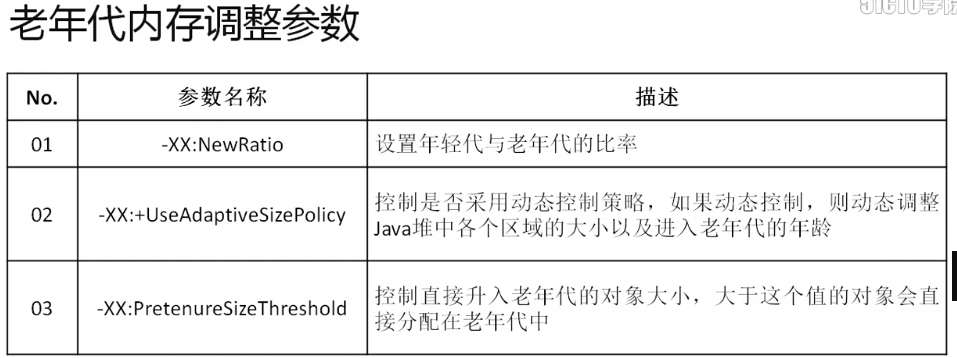 51CTO学院
老年代内存调整参数
No. 参数名称 描述
01 -XX:NewRatio 设置年轻代与老年代的比率
02 -XX:+UseAdaptiveSizePolicy 控制是否采用动态控制策略，如果动态控制，则动态调整
Java堆中各个区域的大小以及进入老年代的年龄
03 -XX:PretenureSizeThreshold 控制直接升入老年代的对象大小，大于这个值的对象会直
接分配在老年代中